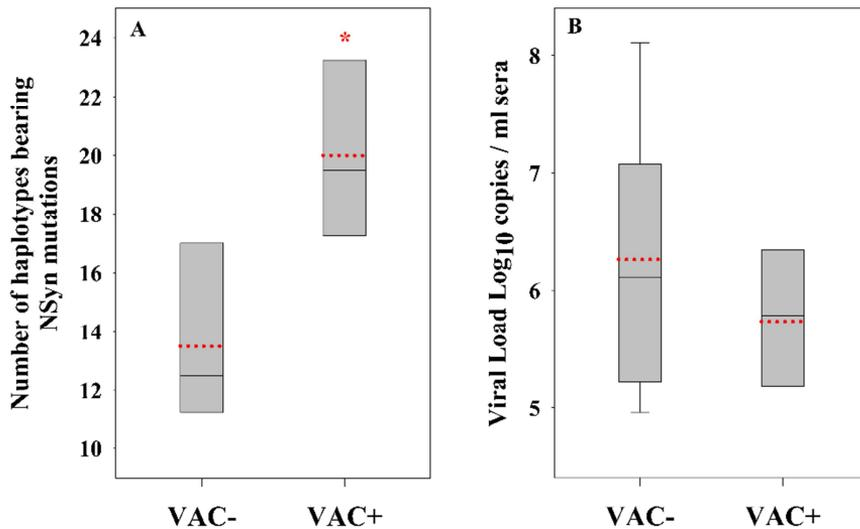 A
*
24
22
20
18
16
14
12
10
Number of haplotypes bearing
NSyn mutations
VAC-
VAC+
B
8
7
6
5
Viral Load Log10 copies / ml sera
VAC-
VAC+